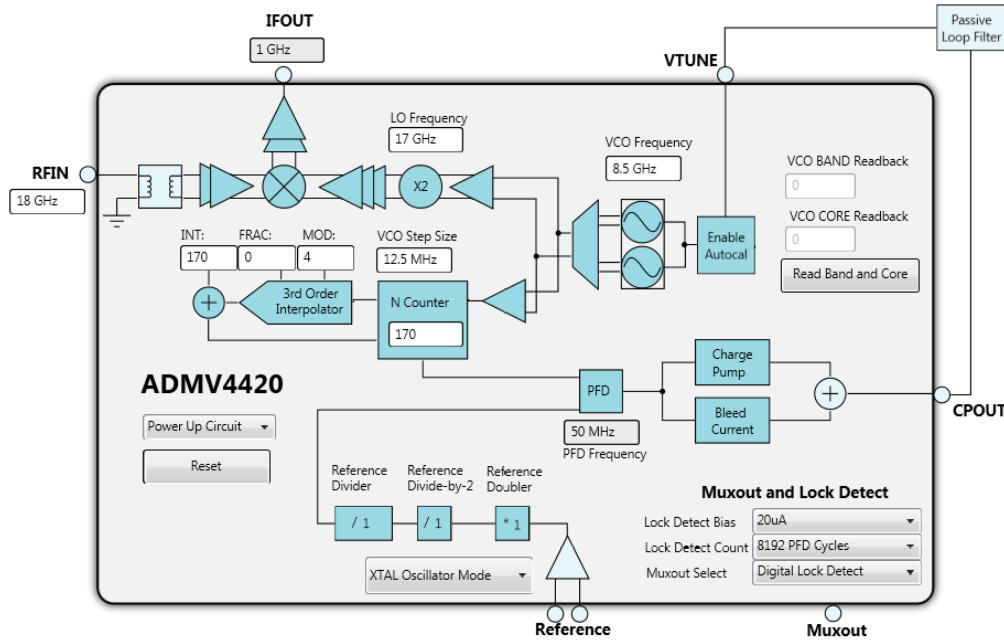 IFOUT
1 GHz
Passive
Loop Filter
VTUNE
LO Frequency
17 GHz
VCO Frequency
8.5 GHz
VCO BAND Readback
0
RFIN
18 GHz
X2
VCO CORE Readback
0
Enable
Autocal
Read Band and Core
INT:
FRAC:
MOD:
VCO Step Size
170
0
4
12.5 MHz
3rd Order
Interpolator
N Counter
170
ADMV4420
Charge
Pump
PFD
CPOUT
Bleed
Current
Power Up Circuit
50 MHz
PFD Frequency
Reset
Reference
Divider
Reference
Divide-by-2
Reference
Doubler
/ 1
/ 1
* 1
Muxout and Lock Detect
Lock Detect Bias
20uA
Lock Detect Count
8192 PFD Cycles
Muxout Select
Digital Lock Detect
XTAL Oscillator Mode
Reference
Muxout